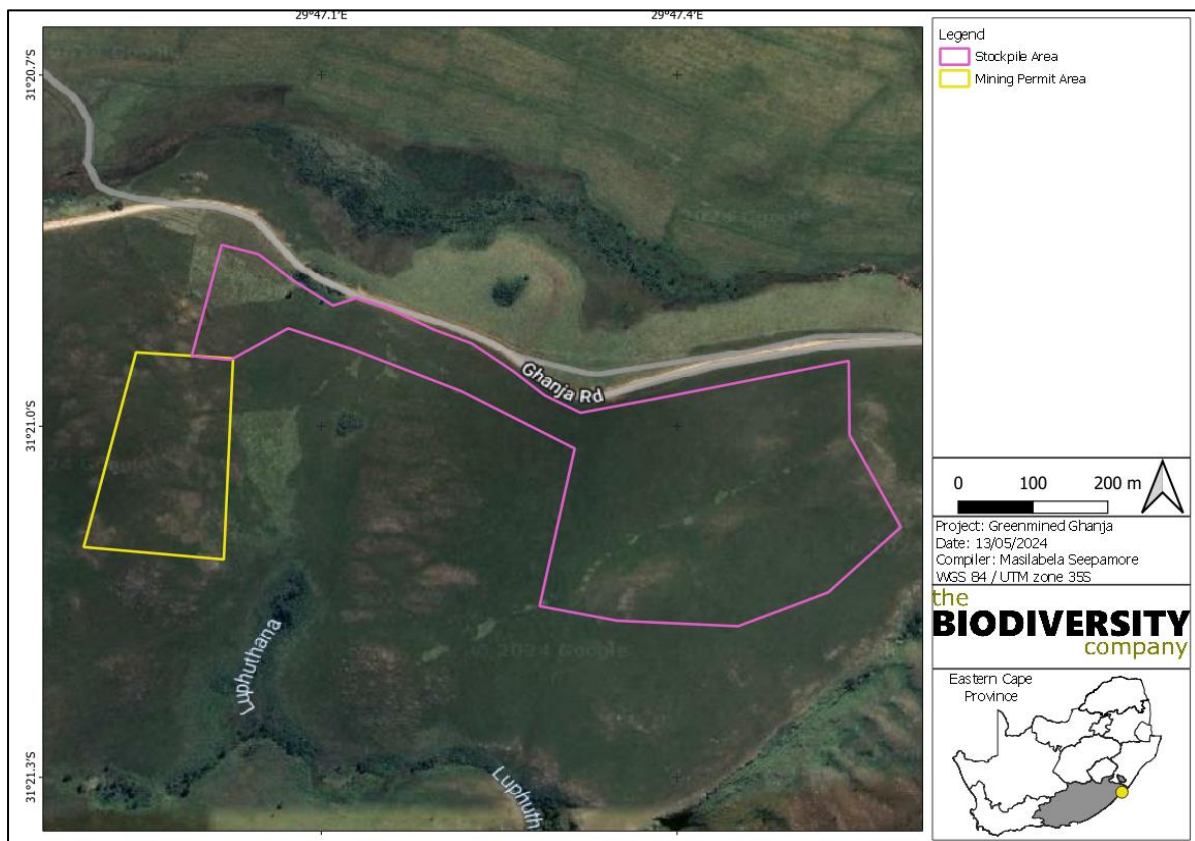 29°47.1'E
29°47.4'E
31°20.7'S
31°21.0'S
31°21.3'S
Ghanja Rd
Luphuthana
Luphuth
2024 Google
Legend
Stockpile Area
Mining Permit Area
0 100 200 m
Project: Greenmined Ghanja
Date: 13/05/2024
Compiler: Masilabela Seepamore
WGS 84 / UTM zone 35S
the
BIODIVERSITY
company
Eastern Cape
Province